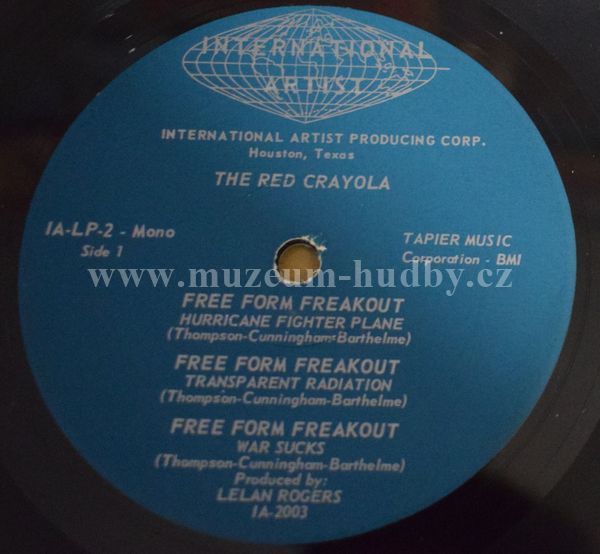 INTERNATIONAL
ARTIST
INTERNATIONAL ARTIST PRODUCING CORP.
Houston, Texas
THE RED CRAYOLA
IA-LP-2 - Mono
Side 1
TAPIER MUSIC
Corporation - BMI
www.muzeum-hudby.cz
FREE FORM FREAKOUT
HURRICANE FIGHTER PLANE
(Thompson-Cunningham-Barthelme)
FREE FORM FREAKOUT
TRANSPARENT RADIATION
(Thompson-Cunningham-Barthelme)
FREE FORM FREAKOUT
WAR SUCKS
(Thompson-Cunningham-Barthelme)
Produced by:
LELAN ROGERS
IA-2003